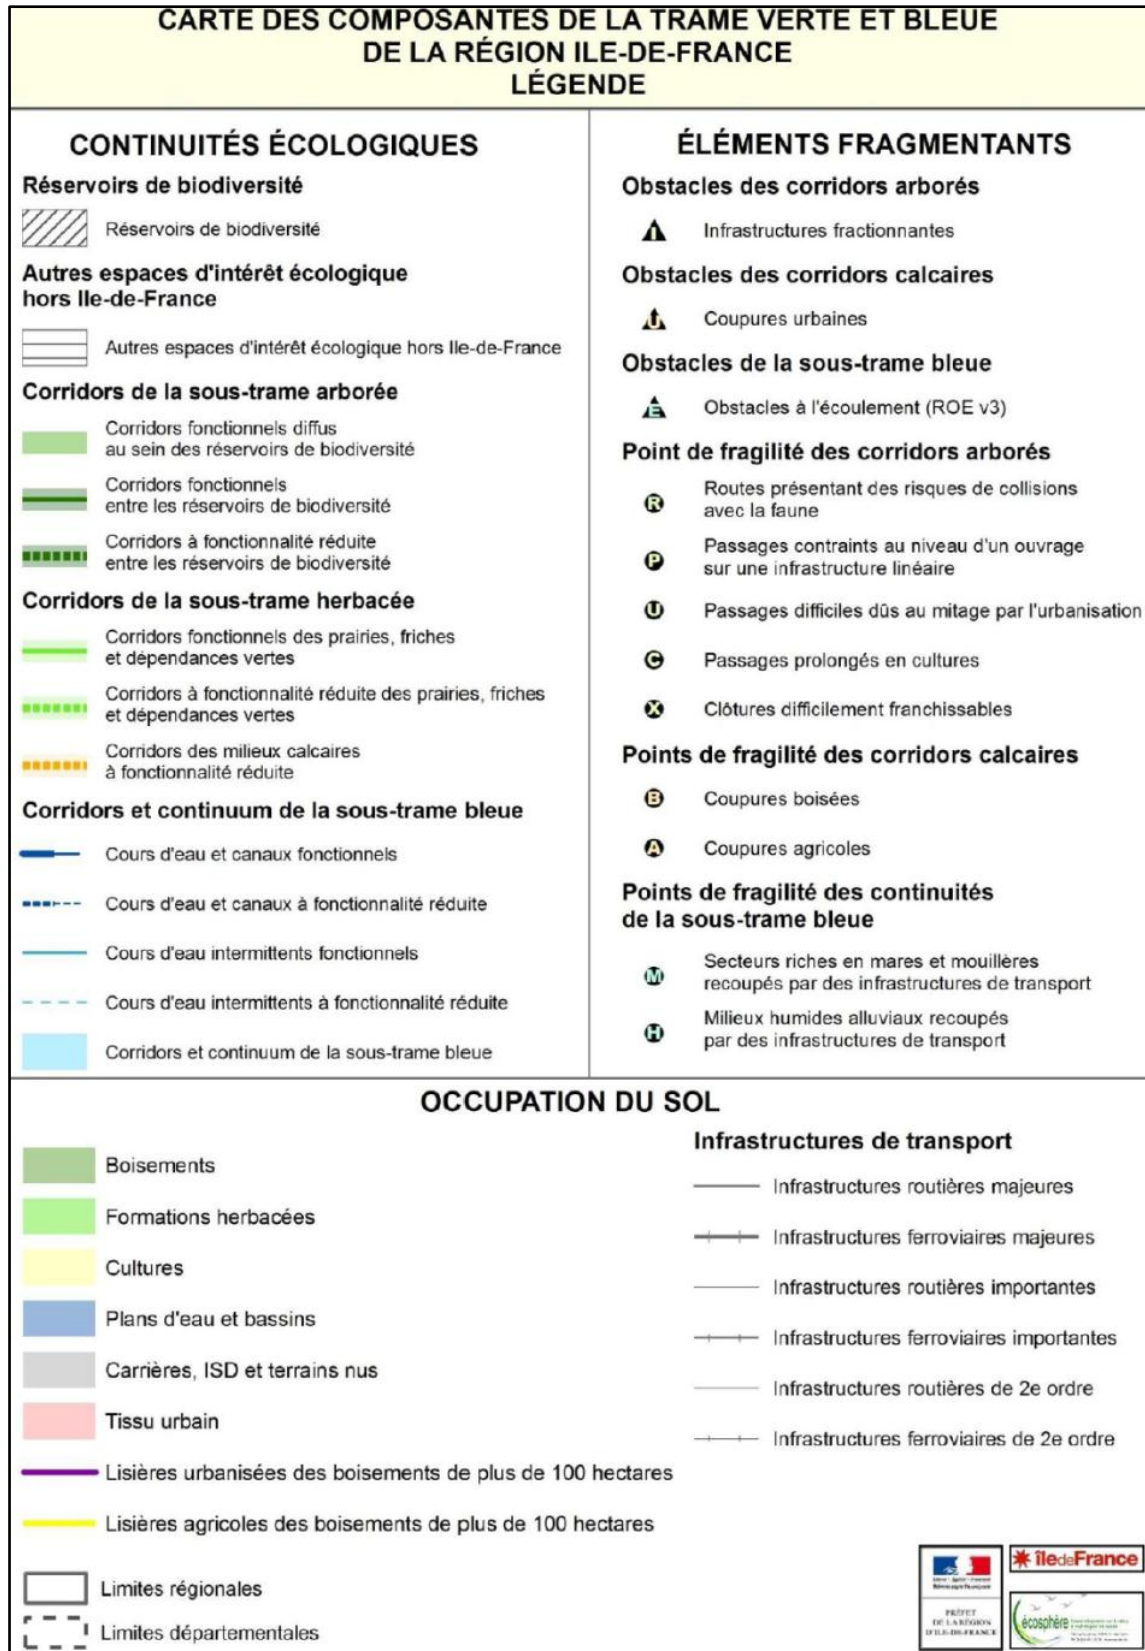 CARTE DES COMPOSANTES DE LA TRAME VERTE ET BLEUE
DE LA RÉGION ILE-DE-FRANCE
LÉGENDE
CONTINUITÉS ÉCOLOGIQUES
Réservoirs de biodiversité
Réservoirs de biodiversité
Autres espaces d'intérêt écologique
hors Ile-de-France
Autres espaces d'intérêt écologique hors Ile-de-France
Corridors de la sous-trame arborée
Corridors fonctionnels diffus
au sein des réservoirs de biodiversité
Corridors fonctionnels
entre les réservoirs de biodiversité
Corridors à fonctionnalité réduite
entre les réservoirs de biodiversité
Corridors de la sous-trame herbacée
Corridors fonctionnels des prairies, friches
et dépendances vertes
Corridors à fonctionnalité réduite des prairies, friches
et dépendances vertes
Corridors des milieux calcaires
à fonctionnalité réduite
Corridors et continuum de la sous-trame bleue
Cours d'eau et canaux fonctionnels
Cours d'eau et canaux à fonctionnalité réduite
Cours d'eau intermittents fonctionnels
Cours d'eau intermittents à fonctionnalité réduite
Corridors et continuum de la sous-trame bleue
ÉLÉMENTS FRAGMENTANTS
Obstacles des corridors arborés
I Infrastructures fractionnantes
Obstacles des corridors calcaires
U Coupures urbaines
Obstacles de la sous-trame bleue
E Obstacles à l'écoulement (ROE v3)
Point de fragilité des corridors arborés
R Routes présentant des risques de collisions
avec la faune
P Passages contraints au niveau d'un ouvrage
sur une infrastructure linéaire
U Passages difficiles dûs au mitage par l'urbanisation
C Passages prolongés en cultures
X Clôtures difficilement franchissables
Points de fragilité des corridors calcaires
B Coupures boisées
A Coupures agricoles
Points de fragilité des continuités
de la sous-trame bleue
M Secteurs riches en mares et mouillères
recoupés par des infrastructures de transport
H Milieux humides alluviaux recoupés
par des infrastructures de transport
OCCUPATION DU SOL
Boisements
Formations herbacées
Cultures
Plans d'eau et bassins
Carrières, ISD et terrains nus
Tissu urbain
Lisières urbanisées des boisements de plus de 100 hectares
Lisières agricoles des boisements de plus de 100 hectares
Limites régionales
Limites départementales
Infrastructures de transport
Infrastructures routières majeures
Infrastructures ferroviaires majeures
Infrastructures routières importantes
Infrastructures ferroviaires importantes
Infrastructures routières de 2e ordre
Infrastructures ferroviaires de 2e ordre
PRÉFET
DE LA RÉGION
D'ILE-DE-FRANCE
île de France
écosphère